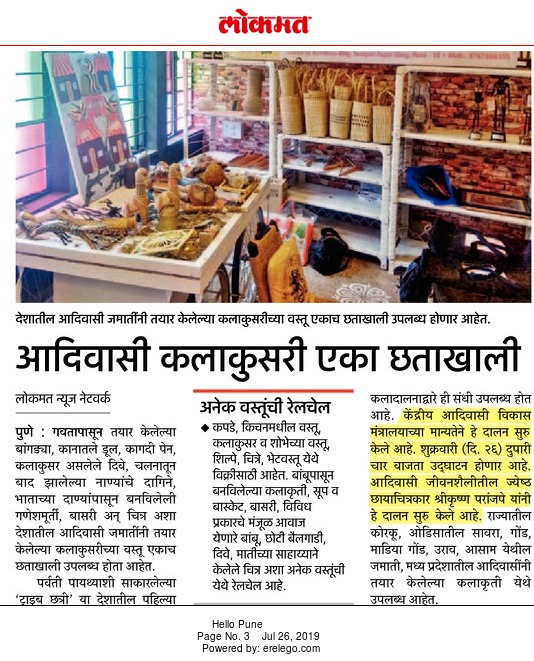 लोकमत
देशातील आदिवासी जमातींनी तयार केलेल्या कलाकुसरीच्या वस्तू एकाच छताखाली उपलब्ध होणार आहेत.
आदिवासी कलाकुसरी एका छताखाली
लोकमत न्यूज नेटवर्क
पुणे : गवतापासून तयार केलेल्या
बांगड्या, कानातले डूल, कागदी पेन,
कलाकुसर असलेले दिवे, चलनातून
बाद झालेल्या नाण्यांचे दागिने,
भाताच्या दाण्यांपासून बनविलेली
गणेशमूर्ती, बासरी अन् चित्र अशा
देशातील आदिवासी जमातींनी तयार
केलेल्या कलाकुसरीच्या वस्तू एकाच
छताखाली उपलब्ध होता आहेत.
पर्वती पायथ्याशी साकारलेल्या
‘ट्राइब छत्री’ या देशातील पहिल्या
अनेक वस्तूंची रेलचेल
◆ कपडे, किचनमधील वस्तू,
कलाकुसर व शोभेच्या वस्तू,
शिल्पे, चित्रे, भेटवस्तू येथे
विक्रीसाठी आहेत. बांबूपासून
बनविलेल्या कलाकृती, सूप व
बास्केट, बासरी, विविध
प्रकारचे मंजूळ आवाज
येणारे बांबू, छोटी बैलगाडी,
दिवे, मातीच्या साहाय्याने
केलेले चित्र अशा अनेक वस्तूंची
येथे रेलचेल आहे.
कलादालनाद्वारे ही संधी उपलब्ध होत
आहे. केंद्रीय आदिवासी विकास
मंत्रालयाच्या मान्यतेने हे दालन सुरु
केले आहे. शुक्रवारी (दि. २६) दुपारी
चार वाजता उद्घाटन होणार आहे.
आदिवासी जीवनशैलीतील ज्येष्ठ
छायाचित्रकार श्रीकृष्ण परांजपे यांनी
हे दालन सुरु केले आहे. राज्यातील
कोरकू, ओडिसातील सावरा, गोंड,
माडिया गोंड, उराव, आसाम येथील
जमाती, मध्य प्रदेशातील आदिवासींनी
तयार केलेल्या कलाकृती येथे
उपलब्ध आहेत.
Hello Pune
Page No. 3 Jul 26, 2019
Powered by: erelego.com